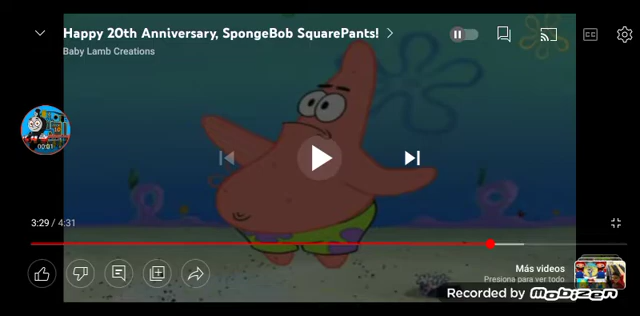 Happy 20th Anniversary, SpongeBob SquarePants!
Baby Lamb Creations
CC
00:01
3:29 / 4:31
Más videos
Presiona para ver todo
Recorded by Mobizen